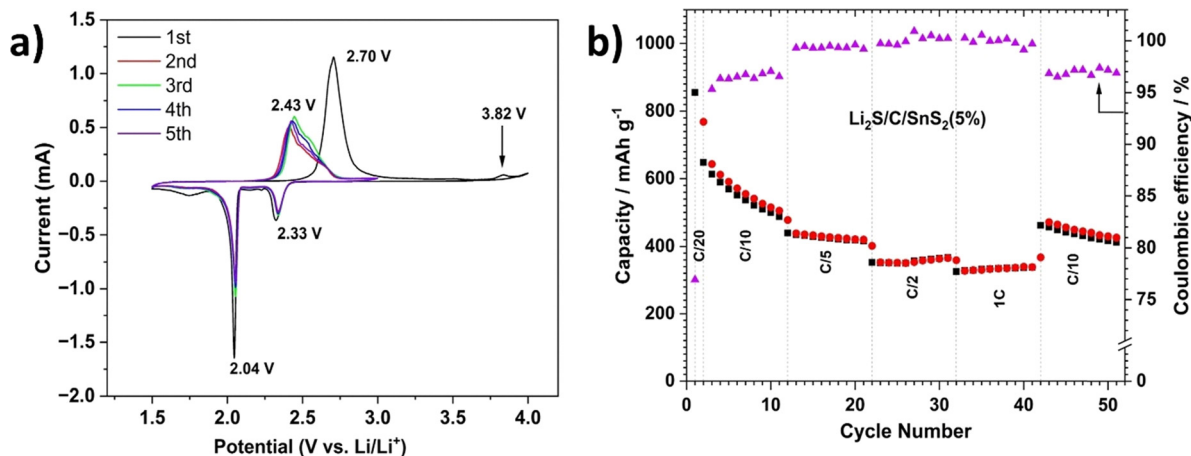 a)
1.5
1.0
0.5
0.0
−0.5
−1.0
−1.5
−2.0
Current (mA)
1st
2nd
3rd
4th
5th
2.70 V
2.43 V
3.82 V
2.33 V
2.04 V
1.5 2.0 2.5 3.0 3.5 4.0
Potential (V vs. Li/Li⁺)
b)
1000
800
600
400
200
0
Capacity / mAh g⁻¹
Li₂S/C/SnS₂(5%)
C/20
C/10
C/5
C/2
1C
C/10
100
95
90
85
80
75
0
Coulombic efficiency / %
0 10 20 30 40 50
Cycle Number